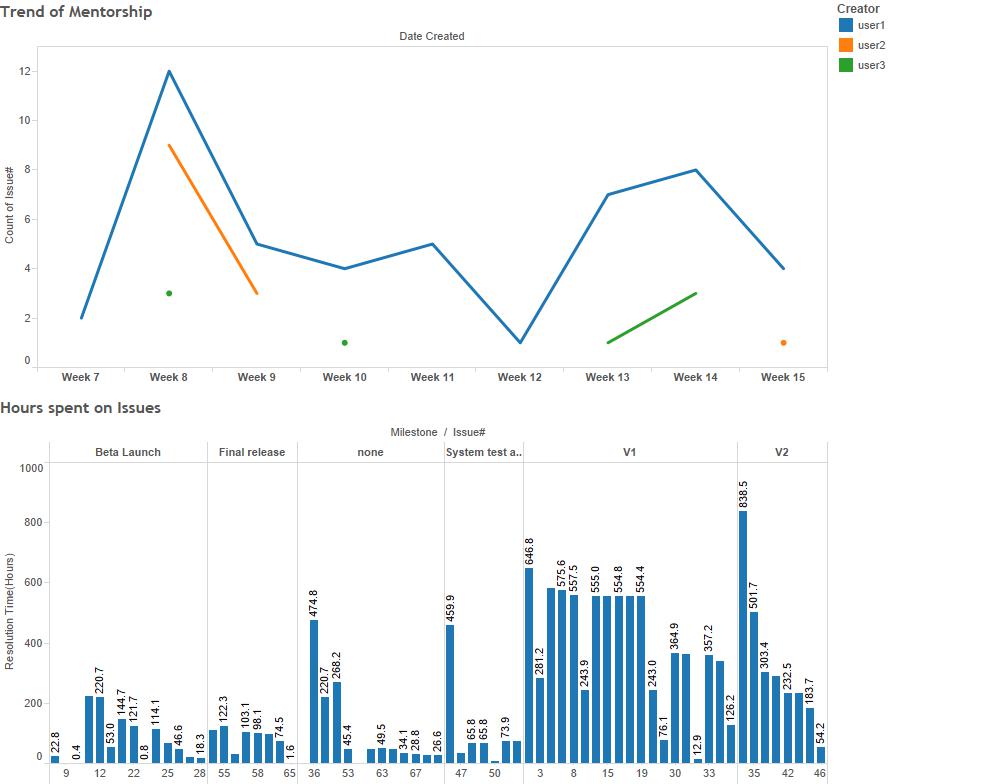 Trend of Mentorship
Creator
user1
user2
user3
Date Created
Count of Issue#
12
10
8
6
4
2
0
Week 7 Week 8 Week 9 Week 10 Week 11 Week 12 Week 13 Week 14 Week 15
Hours spent on Issues
Milestone / Issue#
Beta Launch Final release none System test a.. V1 V2
Resolution Time(Hours)
1000
800
600
400
200
0
22.8 0.4 220.7 53.0 144.7 121.7 0.8 114.1 46.6 18.3 122.3 103.1 98.1 74.5 1.6 474.8 220.7 268.2 45.4 49.5 34.1 28.8 26.6 459.9 65.8 65.8 73.9 646.8 281.2 575.6 557.5 243.9 555.0 554.8 554.4 243.0 76.1 364.9 12.9 357.2 126.2 838.5 501.7 303.4 232.5 183.7 54.2
9 12 22 25 28 55 58 65 36 53 63 67 47 50 3 8 15 19 30 33 35 42 46